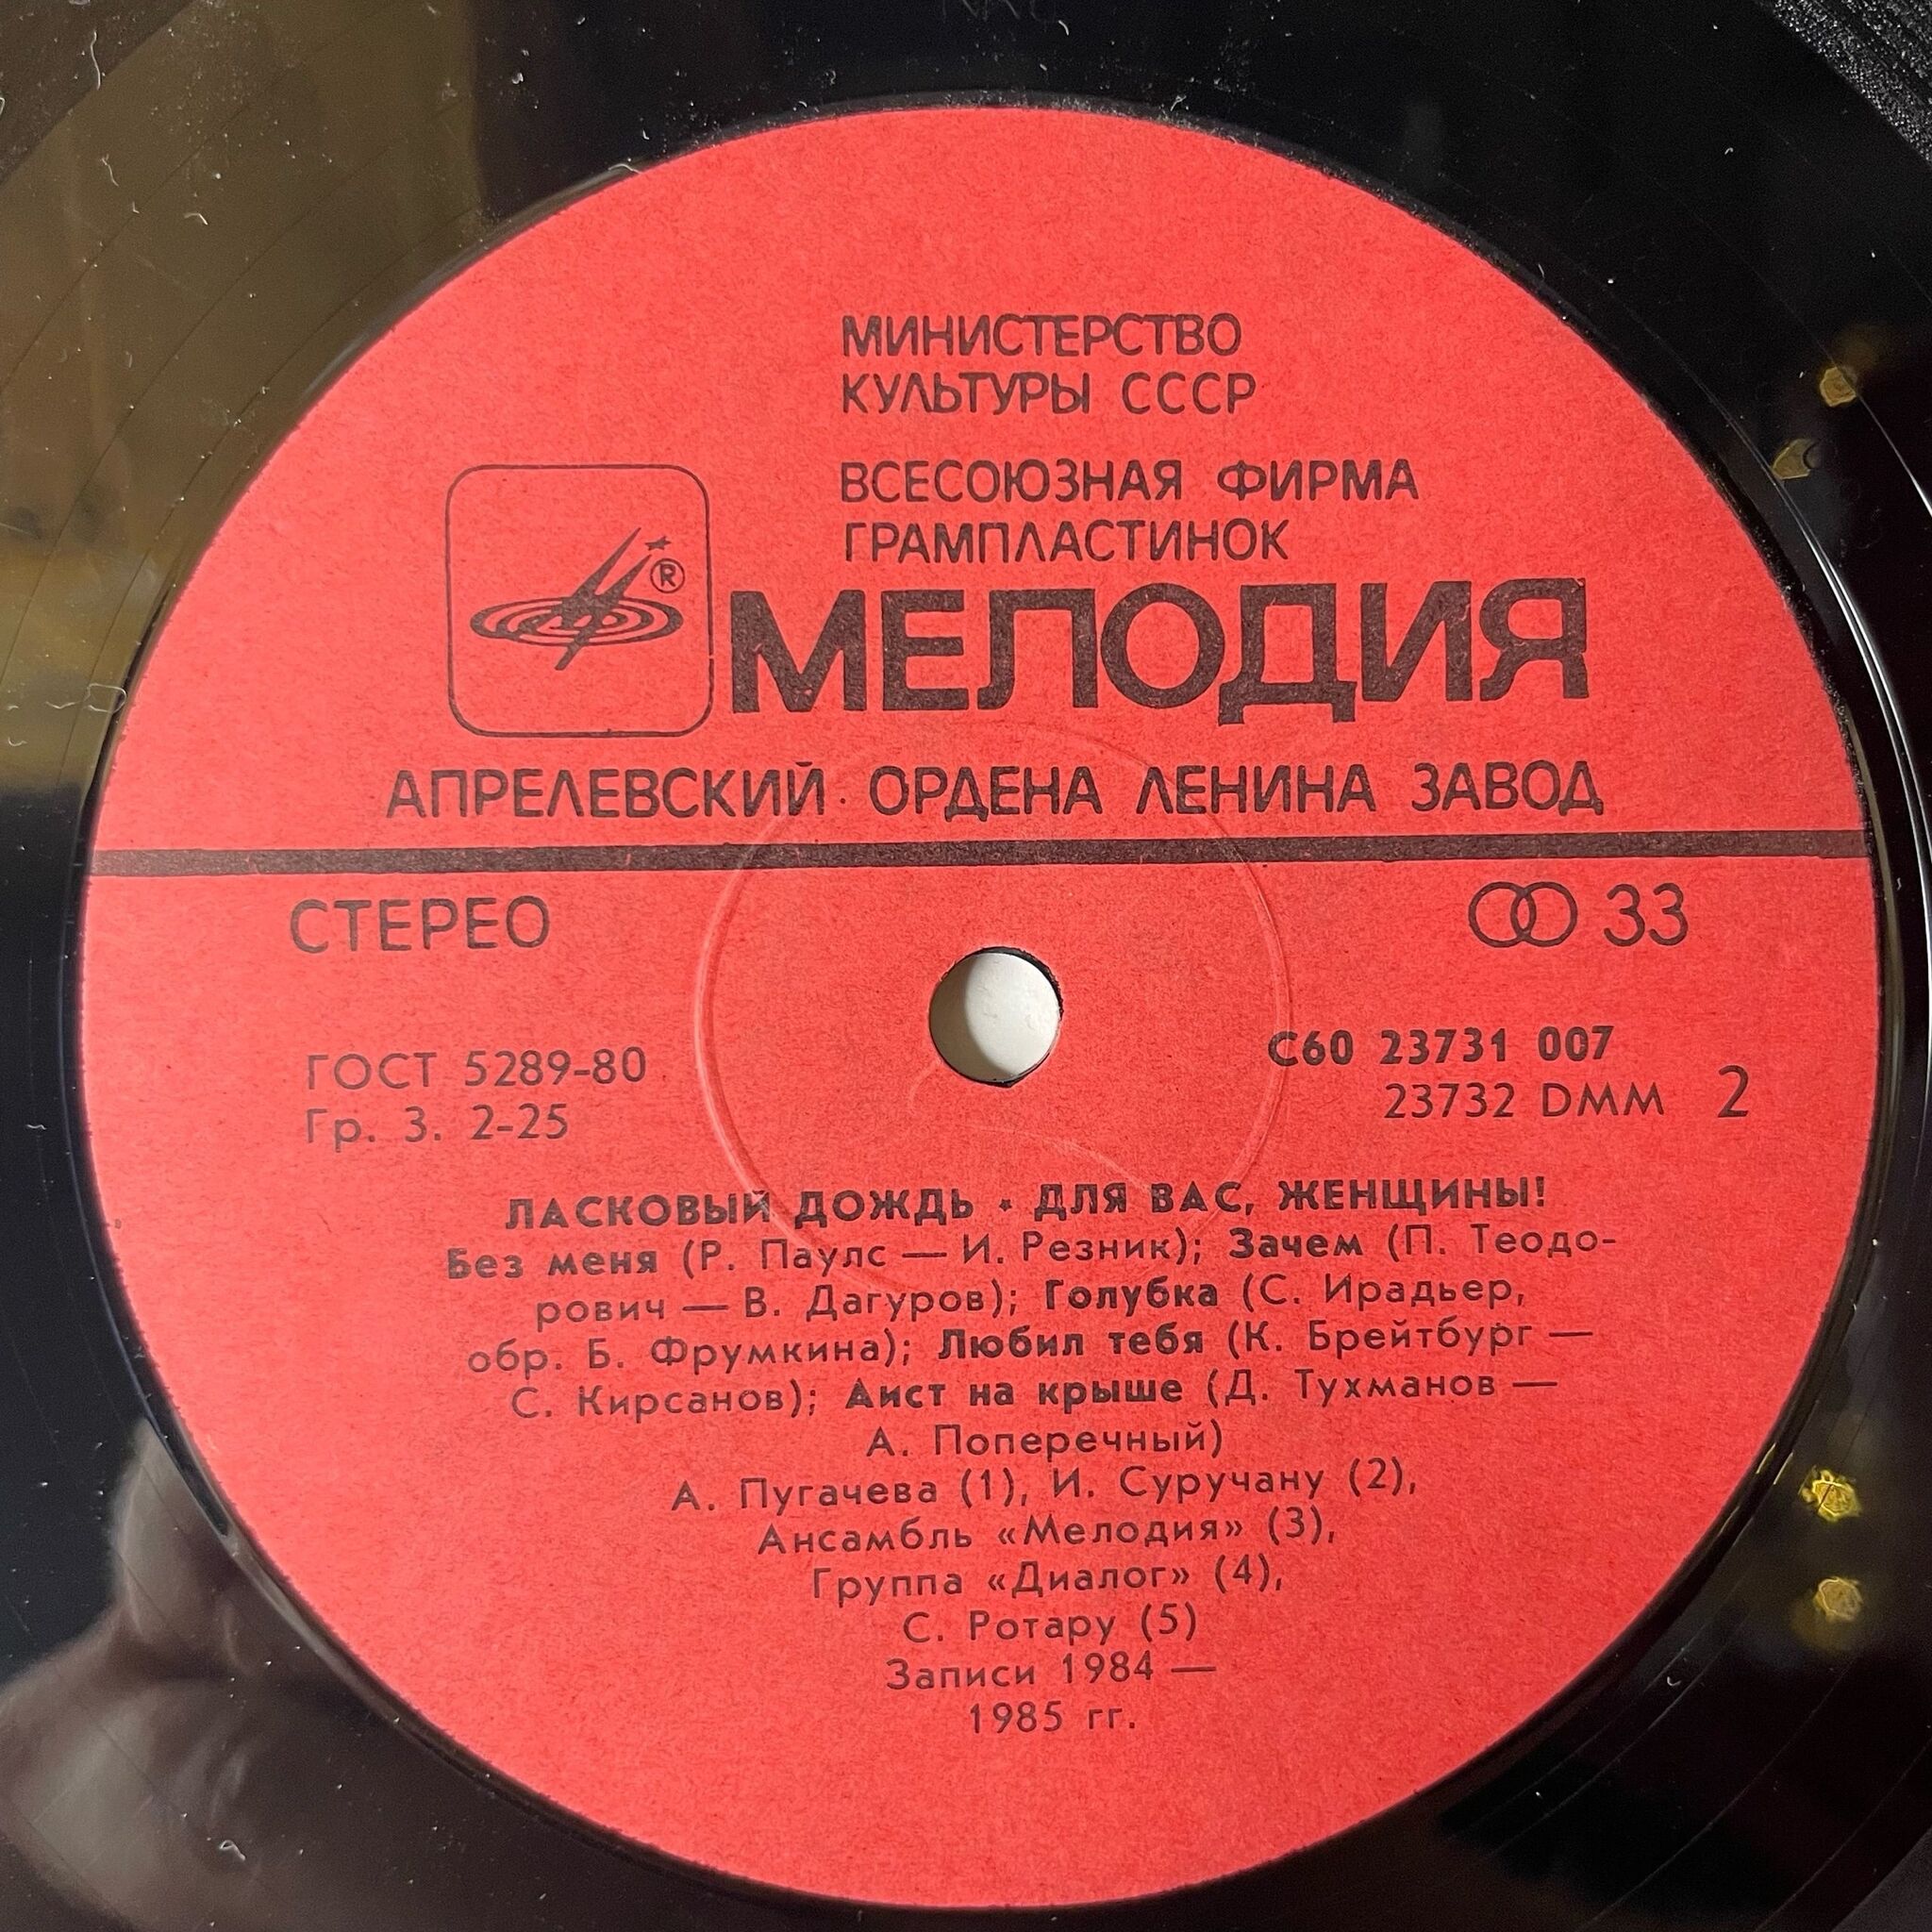 МИНИСТЕРСТВО
КУЛЬТУРЫ СССР
ВСЕСОЮЗНАЯ ФИРМА
ГРАМПЛАСТИНОК
®
МЕЛОДИЯ
АПРЕЛЕВСКИЙ ОРДЕНА ЛЕНИНА ЗАВОД
СТЕРЕО
33
ГОСТ 5289-80
Гр. 3. 2-25
С60 23731 007
23732 DMM 2
ЛАСКОВЫЙ ДОЖДЬ · ДЛЯ ВАС, ЖЕНЩИНЫ!
Без меня (Р. Паулс — И. Резник); Зачем (П. Теодо-
рович — В. Дагуров); Голубка (С. Ирадьер,
обр. Б. Фрумкина); Любил тебя (К. Брейтбург —
С. Кирсанов); Аист на крыше (Д. Тухманов —
А. Поперечный)
А. Пугачева (1), И. Суручану (2),
Ансамбль «Мелодия» (3),
Группа «Диалог» (4),
С. Ротару (5)
Записи 1984 —
1985 гг.